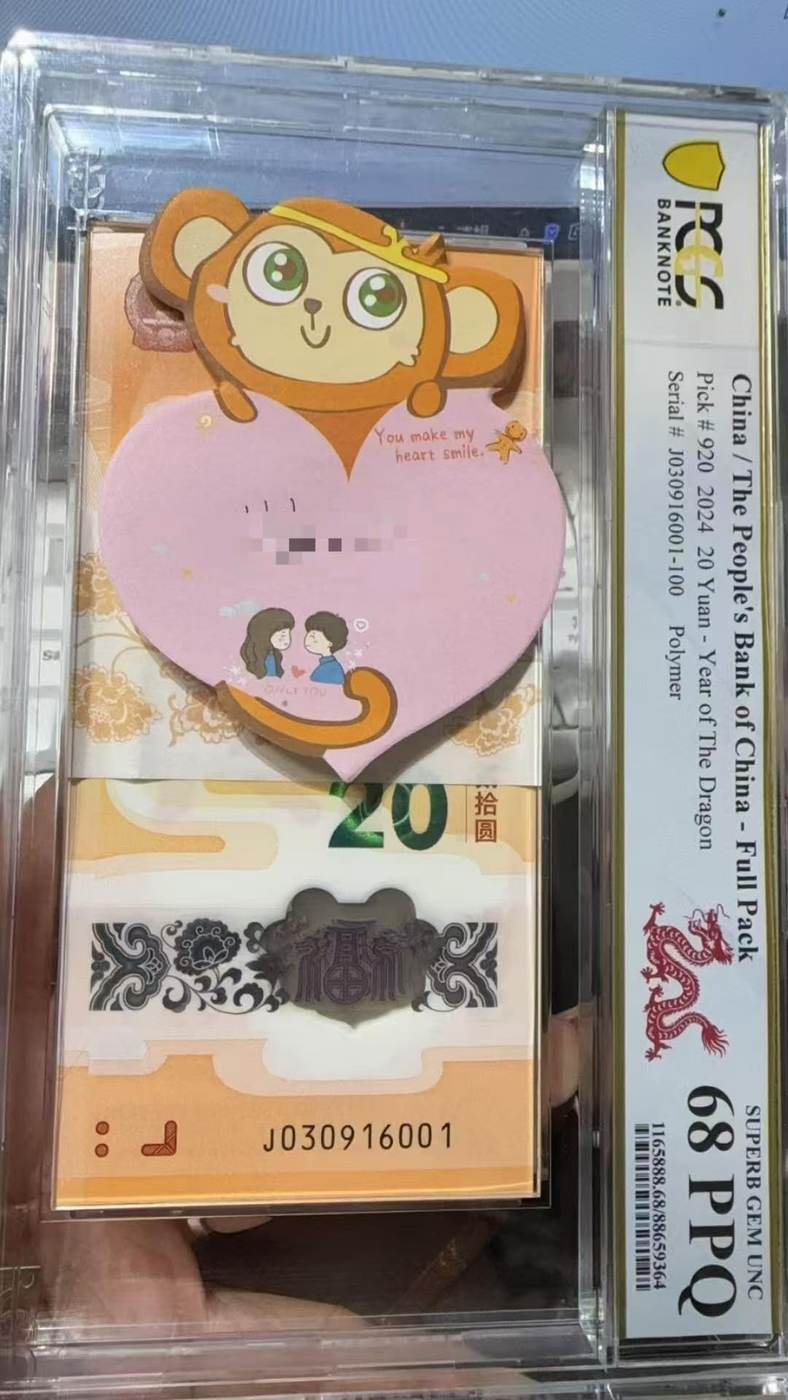 PCGS
BANKNOTE
China / The People's Bank of China - Full Pack
Pick # 920 2024 20 Yuan - Year of The Dragon
Serial # J030916001-100 Polymer
SUPERB GEM UNC
68 PPQ
1165888.68/88659364
You make my
heart smile.
ONLY YOU
20
拾圆
福
J030916001